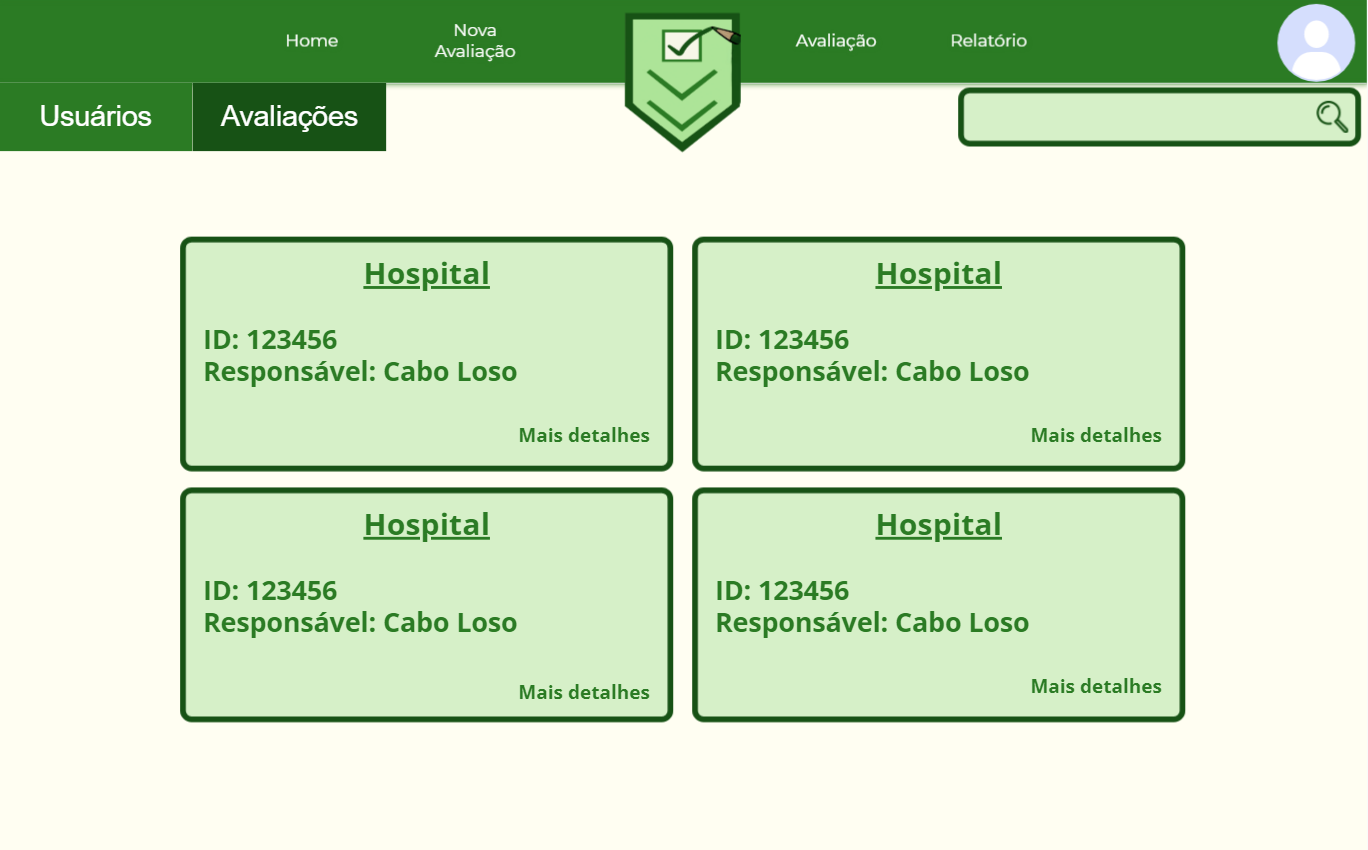 Home
Nova
Avaliação
Avaliação
Relatório
Usuários
Avaliações
Hospital
ID: 123456
Responsável: Cabo Loso
Mais detalhes
Hospital
ID: 123456
Responsável: Cabo Loso
Mais detalhes
Hospital
ID: 123456
Responsável: Cabo Loso
Mais detalhes
Hospital
ID: 123456
Responsável: Cabo Loso
Mais detalhes